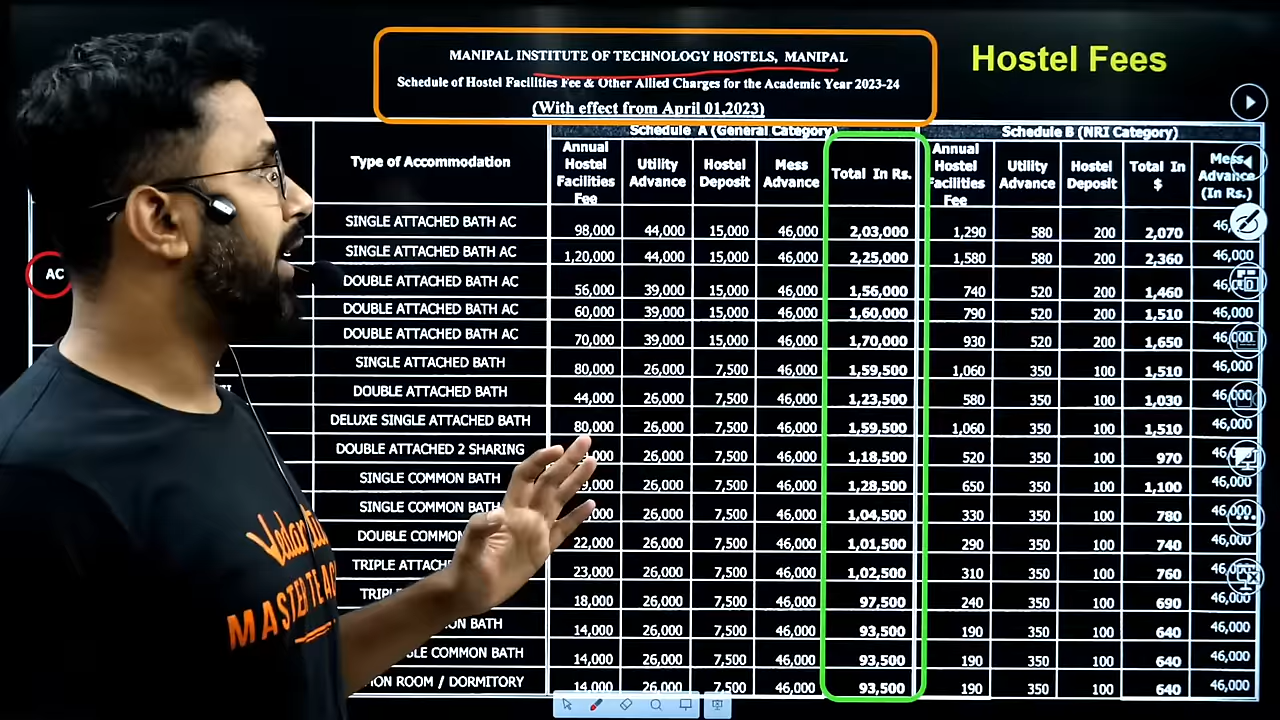 MANIPAL INSTITUTE OF TECHNOLOGY HOSTELS, MANIPAL
Schedule of Hostel Facilities Fee & Other Allied Charges for the Academic Year 2023-24
(With effect from April 01,2023)
Hostel Fees
Schedule A (General Category) Schedule B (NRI Category)
Type of Accommodation Annual Hostel Facilities Fee Utility Advance Hostel Deposit Mess Advance Total In Rs. Annual Hostel Facilities Fee Utility Advance Hostel Deposit Total In $ Mess Advance (In Rs.)
SINGLE ATTACHED BATH AC 98,000 44,000 15,000 46,000 2,03,000 1,290 580 200 2,070
SINGLE ATTACHED BATH AC 1,20,000 44,000 15,000 46,000 2,25,000 1,580 580 200 2,360 46,000
AC
DOUBLE ATTACHED BATH AC 56,000 39,000 15,000 46,000 1,56,000 740 520 200 1,460
DOUBLE ATTACHED BATH AC 60,000 39,000 15,000 46,000 1,60,000 790 520 200 1,510 46,000
DOUBLE ATTACHED BATH AC 70,000 39,000 15,000 46,000 1,70,000 930 520 200 1,650 46,000
SINGLE ATTACHED BATH 80,000 26,000 7,500 46,000 1,59,500 1,060 350 100 1,510 46,000
DOUBLE ATTACHED BATH 44,000 26,000 7,500 46,000 1,23,500 580 350 100 1,030 46,000
DELUXE SINGLE ATTACHED BATH 80,000 26,000 7,500 46,000 1,59,500 1,060 350 100 1,510 46,000
DOUBLE ATTACHED 2 SHARING 26,000 7,500 46,000 1,18,500 520 350 100 970
SINGLE COMMON BATH 26,000 7,500 46,000 1,28,500 650 350 100 1,100 46,000
SINGLE COMMON 26,000 7,500 46,000 1,04,500 330 350 100 780 46,000
DOUBLE 22,000 26,000 7,500 46,000 1,01,500 290 350 100 740 46,000
TRIPLE 23,000 26,000 7,500 46,000 1,02,500 310 350 100 760
18,000 26,000 7,500 46,000 97,500 240 350 100 690 46,000
BATH 14,000 26,000 7,500 46,000 93,500 190 350 100 640 46,000
COMMON BATH 14,000 26,000 7,500 46,000 93,500 190 350 100 640 46,000
ROOM / DORMITORY 14,000 26,000 7,500 46,000 93,500 190 350 100 640 46,000
MASTER